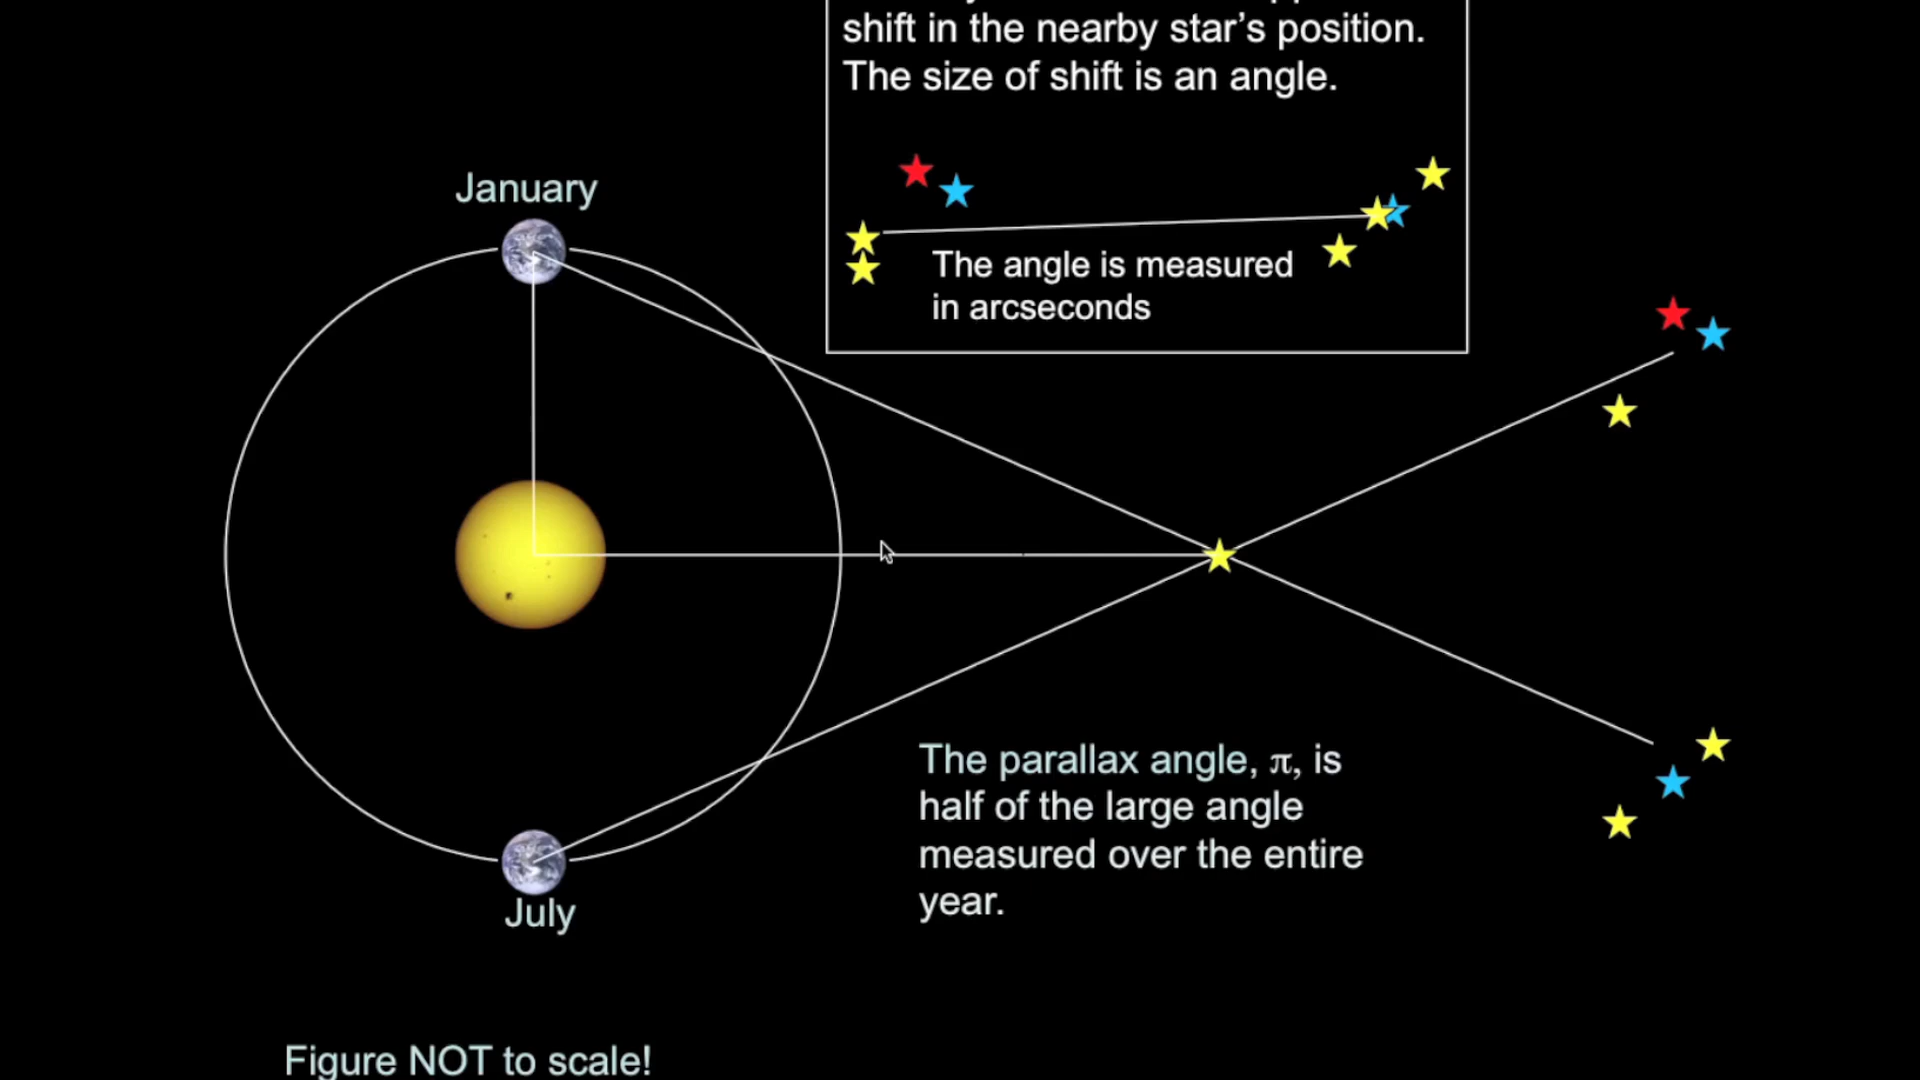 shift in the nearby star’s position.
The size of shift is an angle.
January
The angle is measured
in arcseconds
The parallax angle, π, is
half of the large angle
measured over the entire
year.
July
Figure NOT to scale!